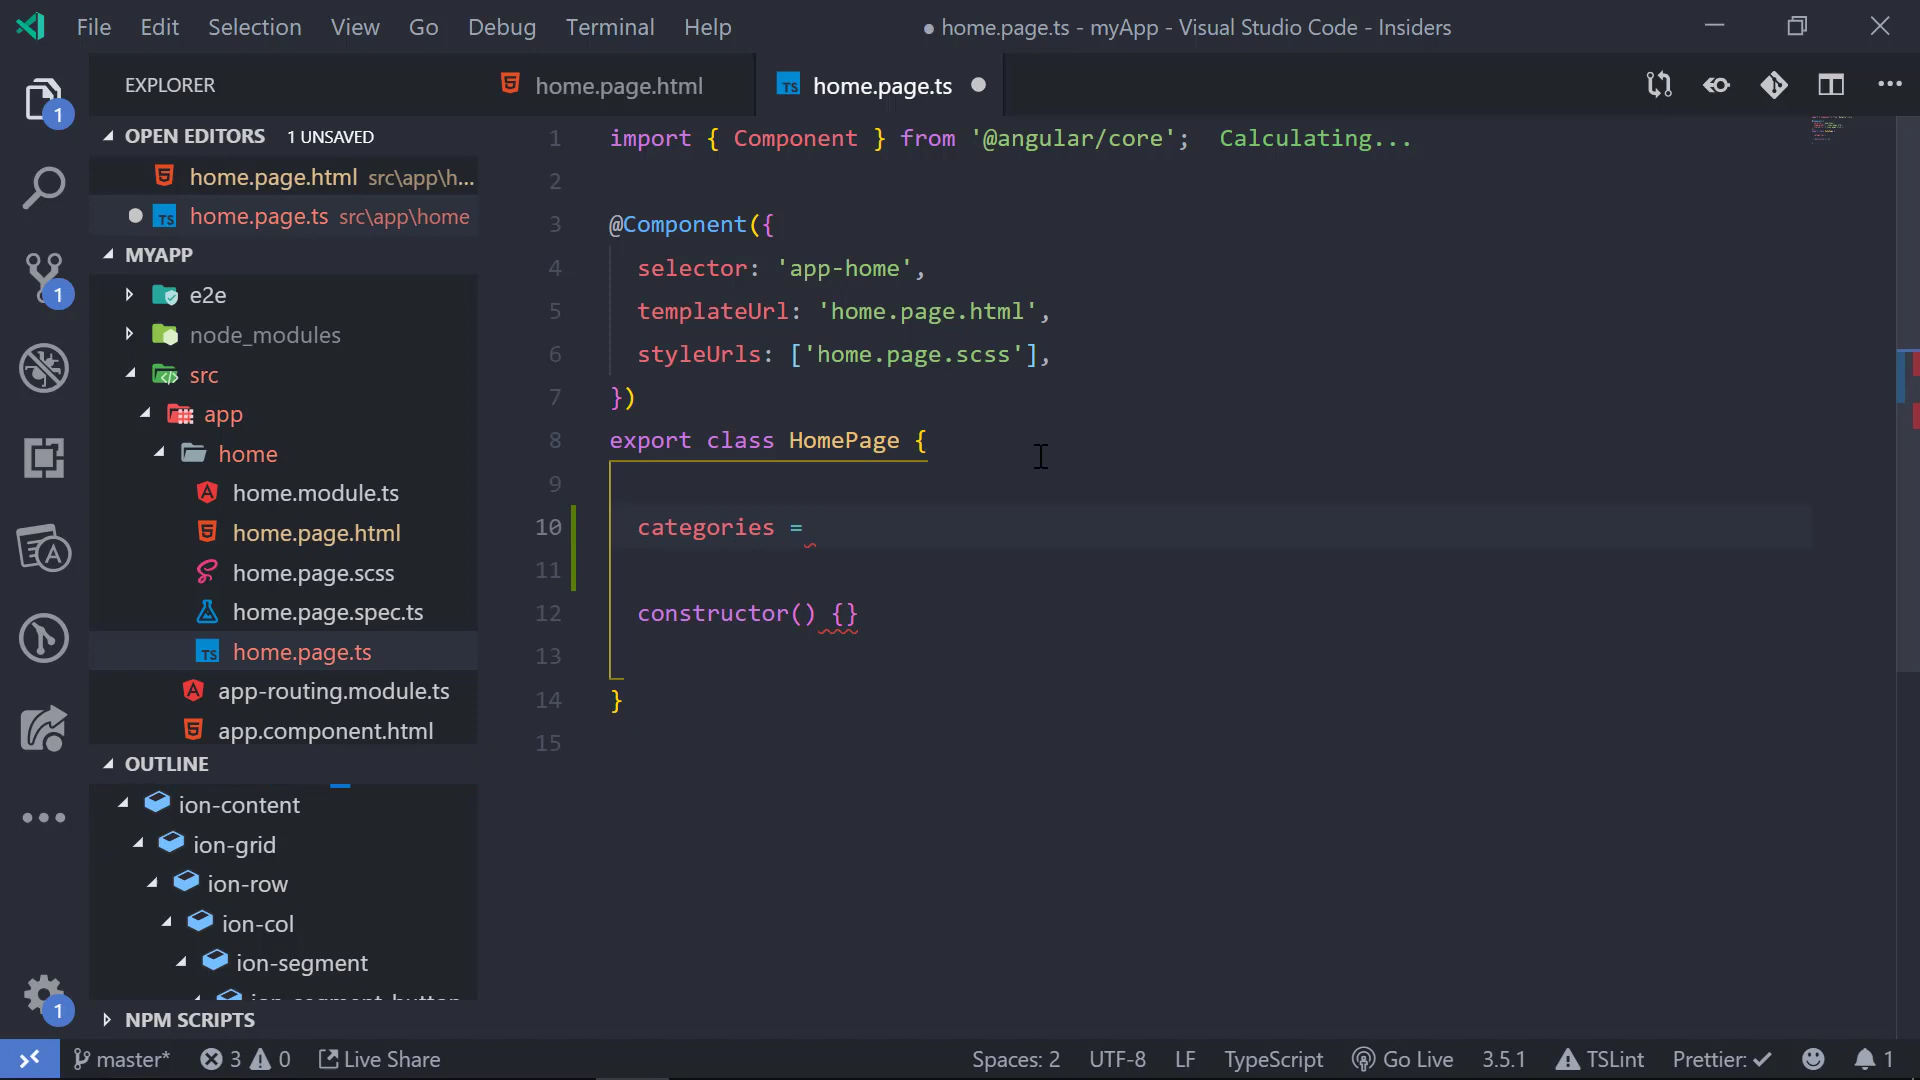 File Edit Selection View Go Debug Terminal Help
● home.page.ts - myApp - Visual Studio Code - Insiders
EXPLORER
home.page.html
TS home.page.ts
1
OPEN EDITORS 1 UNSAVED
home.page.html src\app\h...
TS home.page.ts src\app\home
MYAPP
e2e
1
node_modules
src
app
home
home.module.ts
home.page.html
home.page.scss
home.page.spec.ts
TS home.page.ts
app-routing.module.ts
app.component.html
OUTLINE
ion-content
ion-grid
ion-row
ion-col
ion-segment
1
NPM SCRIPTS
1 import { Component } from '@angular/core'; Calculating...
2
3 @Component({
4 selector: 'app-home',
5 templateUrl: 'home.page.html',
6 styleUrls: ['home.page.scss'],
7 })
8 export class HomePage {
9
10 categories =
11
12 constructor() {}
13
14 }
15
master* 3 0 Live Share Spaces: 2 UTF-8 LF TypeScript Go Live 3.5.1 TSLint Prettier: ✓ 1